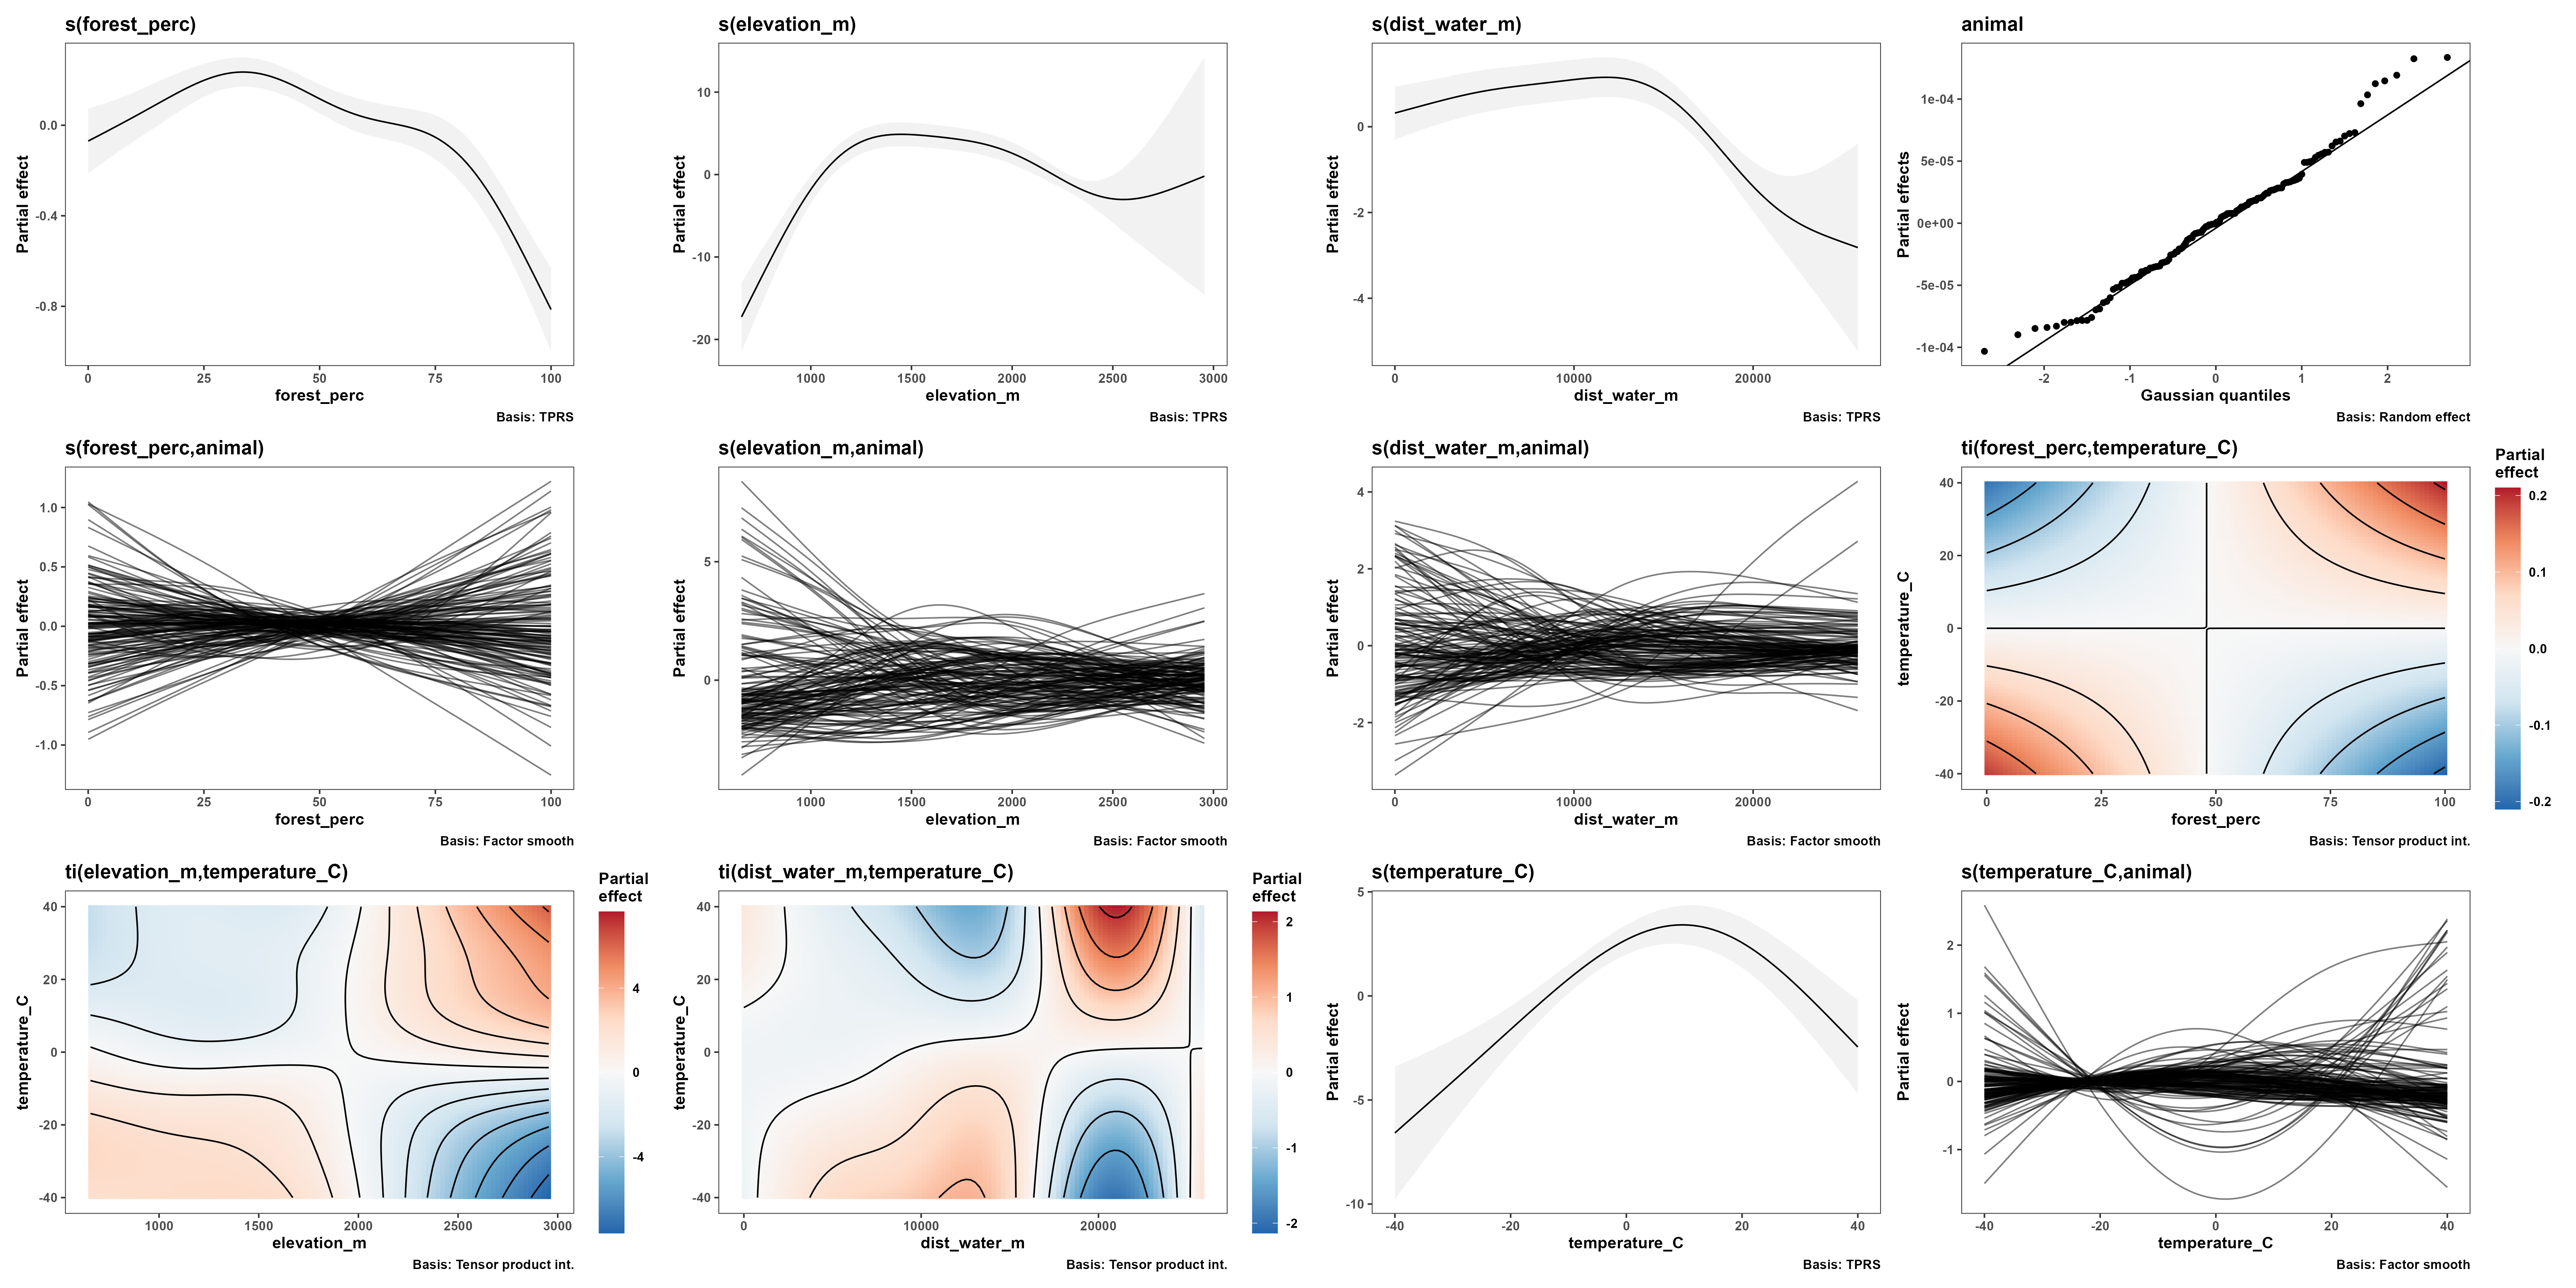 s(forest_perc)
Partial effect
0.0
-0.4
-0.8
0
25
50
75
100
forest_perc
Basis: TPRS
s(elevation_m)
Partial effect
10
0
-10
-20
1000
1500
2000
2500
3000
elevation_m
Basis: TPRS
s(dist_water_m)
Partial effect
0
-2
-4
0
10000
20000
dist_water_m
Basis: TPRS
animal
Partial effects
1e-04
5e-05
0e+00
-5e-05
-1e-04
-2
-1
0
1
2
Gaussian quantiles
Basis: Random effect
s(forest_perc,animal)
Partial effect
1.0
0.5
0.0
-0.5
-1.0
0
25
50
75
100
forest_perc
Basis: Factor smooth
s(elevation_m,animal)
Partial effect
5
0
1000
1500
2000
2500
3000
elevation_m
Basis: Factor smooth
s(dist_water_m,animal)
Partial effect
4
2
0
-2
0
10000
20000
dist_water_m
Basis: Factor smooth
ti(forest_perc,temperature_C)
temperature_C
40
20
0
-20
-40
0
25
50
75
100
forest_perc
Basis: Tensor product int.
Partial
effect
0.2
0.1
0.0
-0.1
-0.2
ti(elevation_m,temperature_C)
temperature_C
40
20
0
-20
-40
1000
1500
2000
2500
3000
elevation_m
Basis: Tensor product int.
Partial
effect
4
0
-4
ti(dist_water_m,temperature_C)
temperature_C
40
20
0
-20
-40
0
10000
20000
dist_water_m
Basis: Tensor product int.
Partial
effect
2
1
0
-1
-2
s(temperature_C)
Partial effect
5
0
-5
-10
-40
-20
0
20
40
temperature_C
Basis: TPRS
s(temperature_C,animal)
Partial effect
2
1
0
-1
-40
-20
0
20
40
temperature_C
Basis: Factor smooth